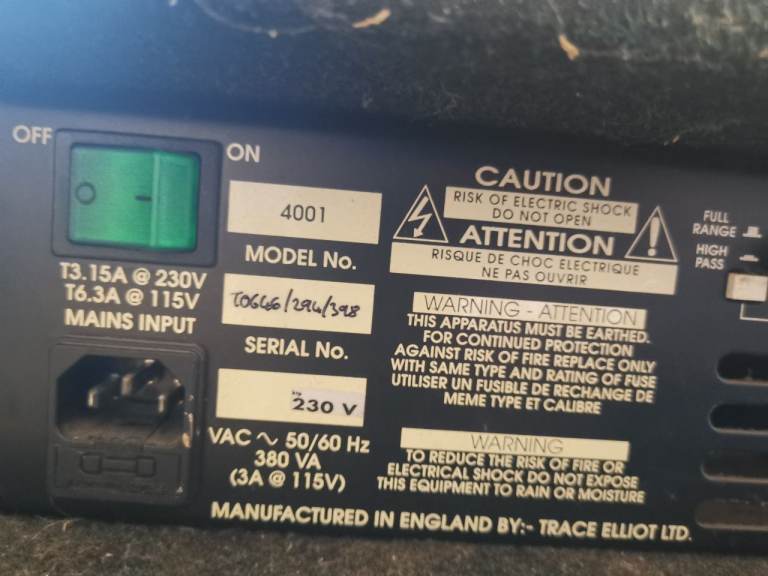 OFF
ON
4001
MODEL No.
T3.15A @ 230V
T6.3A @ 115V
MAINS INPUT
SERIAL No.
230 V
VAC ~ 50/60 Hz
380 VA
(3A @ 115V)
CAUTION
RISK OF ELECTRIC SHOCK
DO NOT OPEN
ATTENTION
RISQUE DE CHOC ELECTRIQUE
NE PAS OUVRIR
WARNING - ATTENTION
THIS APPARATUS MUST BE EARTHED.
FOR CONTINUED PROTECTION
AGAINST RISK OF FIRE REPLACE ONLY
WITH SAME TYPE AND RATING OF FUSE
UTILISER UN FUSIBLE DE RECHANGE DE
MEME TYPE ET CALIBRE
WARNING
TO REDUCE THE RISK OF FIRE OR
ELECTRICAL SHOCK DO NOT EXPOSE
THIS EQUIPMENT TO RAIN OR MOISTURE
FULL
RANGE
HIGH
PASS
MANUFACTURED IN ENGLAND BY:- TRACE ELLIOT LTD.